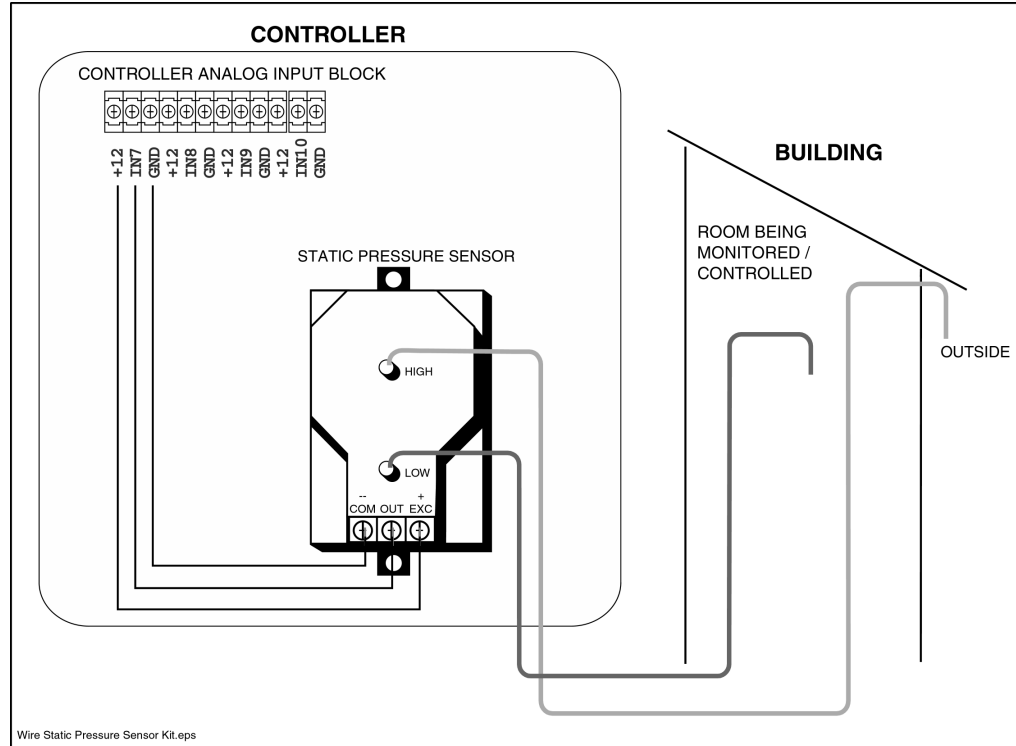 CONTROLLER
CONTROLLER ANALOG INPUT BLOCK
+12 IN7 GND +12 IN8 GND +12 IN9 GND +12 IN10 GND
BUILDING
ROOM BEING
MONITORED /
CONTROLLED
STATIC PRESSURE SENSOR
OUTSIDE
HIGH
LOW
-- +
COM OUT EXC
Wire Static Pressure Sensor Kit.eps